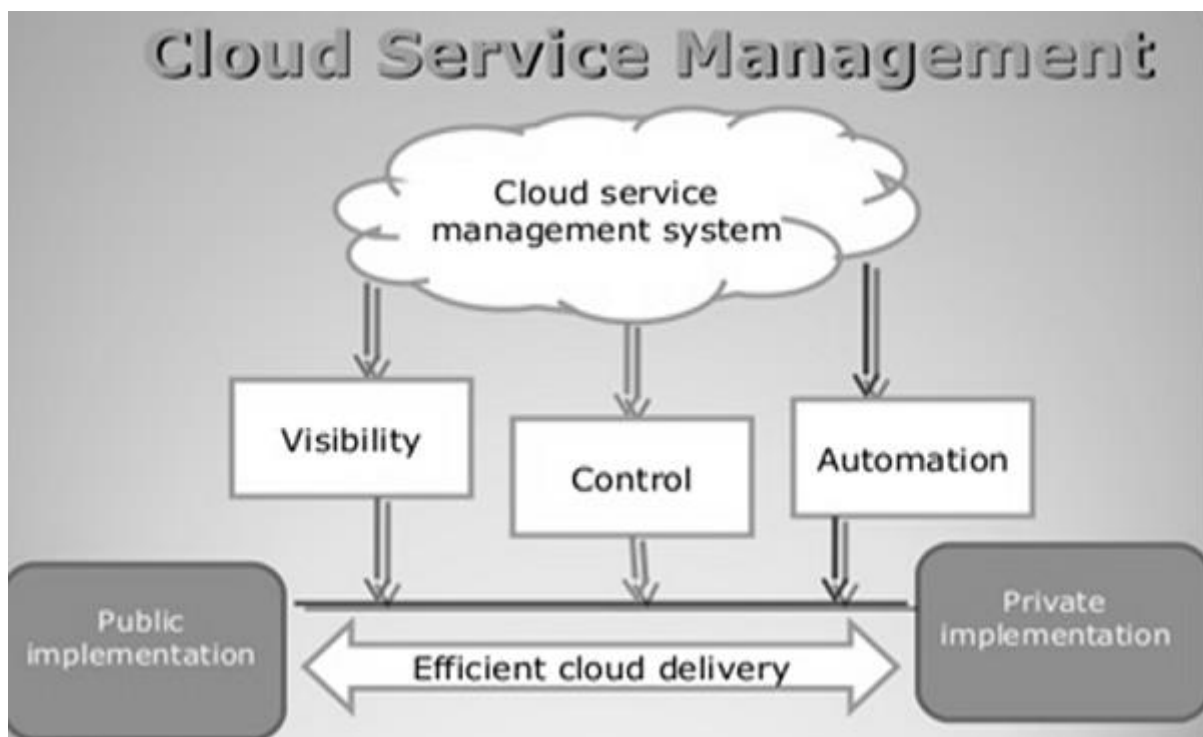 Cloud Service Management
Cloud service
management system
Visibility
Control
Automation
Public
implementation
Private
implementation
Efficient cloud delivery